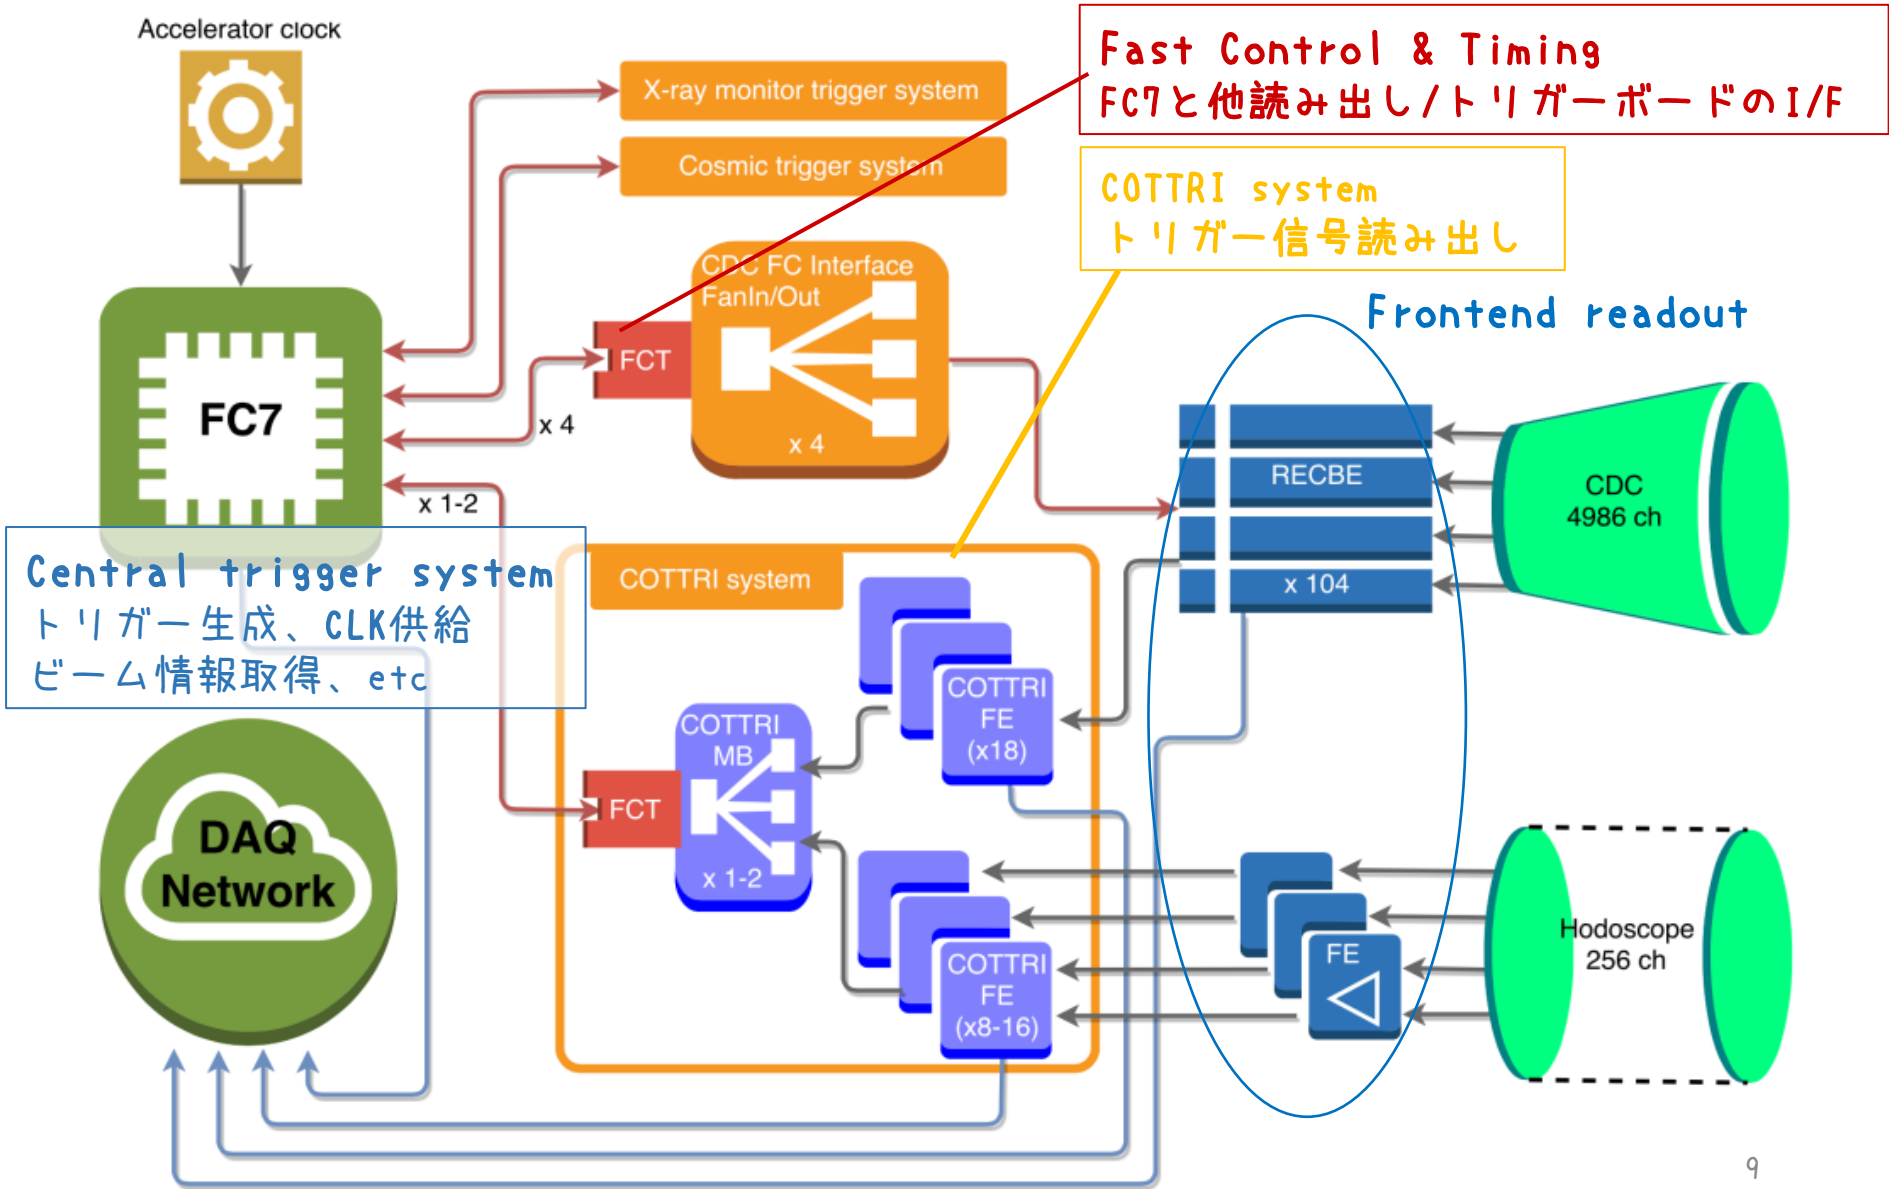 Accelerator clock
X-ray monitor trigger system
Cosmic trigger system
Fast Control & Timing
FC7と他読み出し/トリガーボードのI/F
COTTRI system
トリガー信号読み出し
CDC FC Interface
FanIn/Out
FCT
x 4
x 4
FC7
x 1-2
Frontend readout
RECBE
x 104
CDC
4986 ch
Central trigger system
トリガー生成、CLK供給
ビーム情報取得、etc
COTTRI system
COTTRI
FE
(x18)
COTTRI
MB
FCT
x 1-2
DAQ
Network
COTTRI
FE
(x8-16)
FE
Hodoscope
256 ch
9